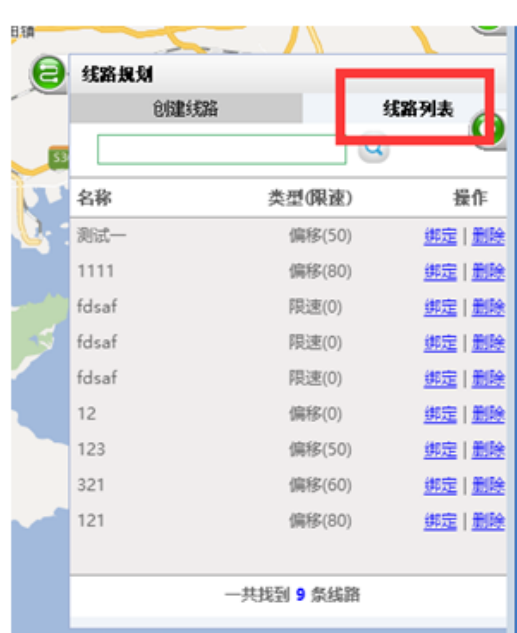 线路规划
创建线路 线路列表
名称 类型(限速) 操作
测试一 偏移(50) 绑定 | 删除
1111 偏移(80) 绑定 | 删除
fdsaf 限速(0) 绑定 | 删除
fdsaf 限速(0) 绑定 | 删除
fdsaf 限速(0) 绑定 | 删除
12 偏移(0) 绑定 | 删除
123 偏移(50) 绑定 | 删除
321 偏移(60) 绑定 | 删除
121 偏移(80) 绑定 | 删除
一共找到 9 条线路